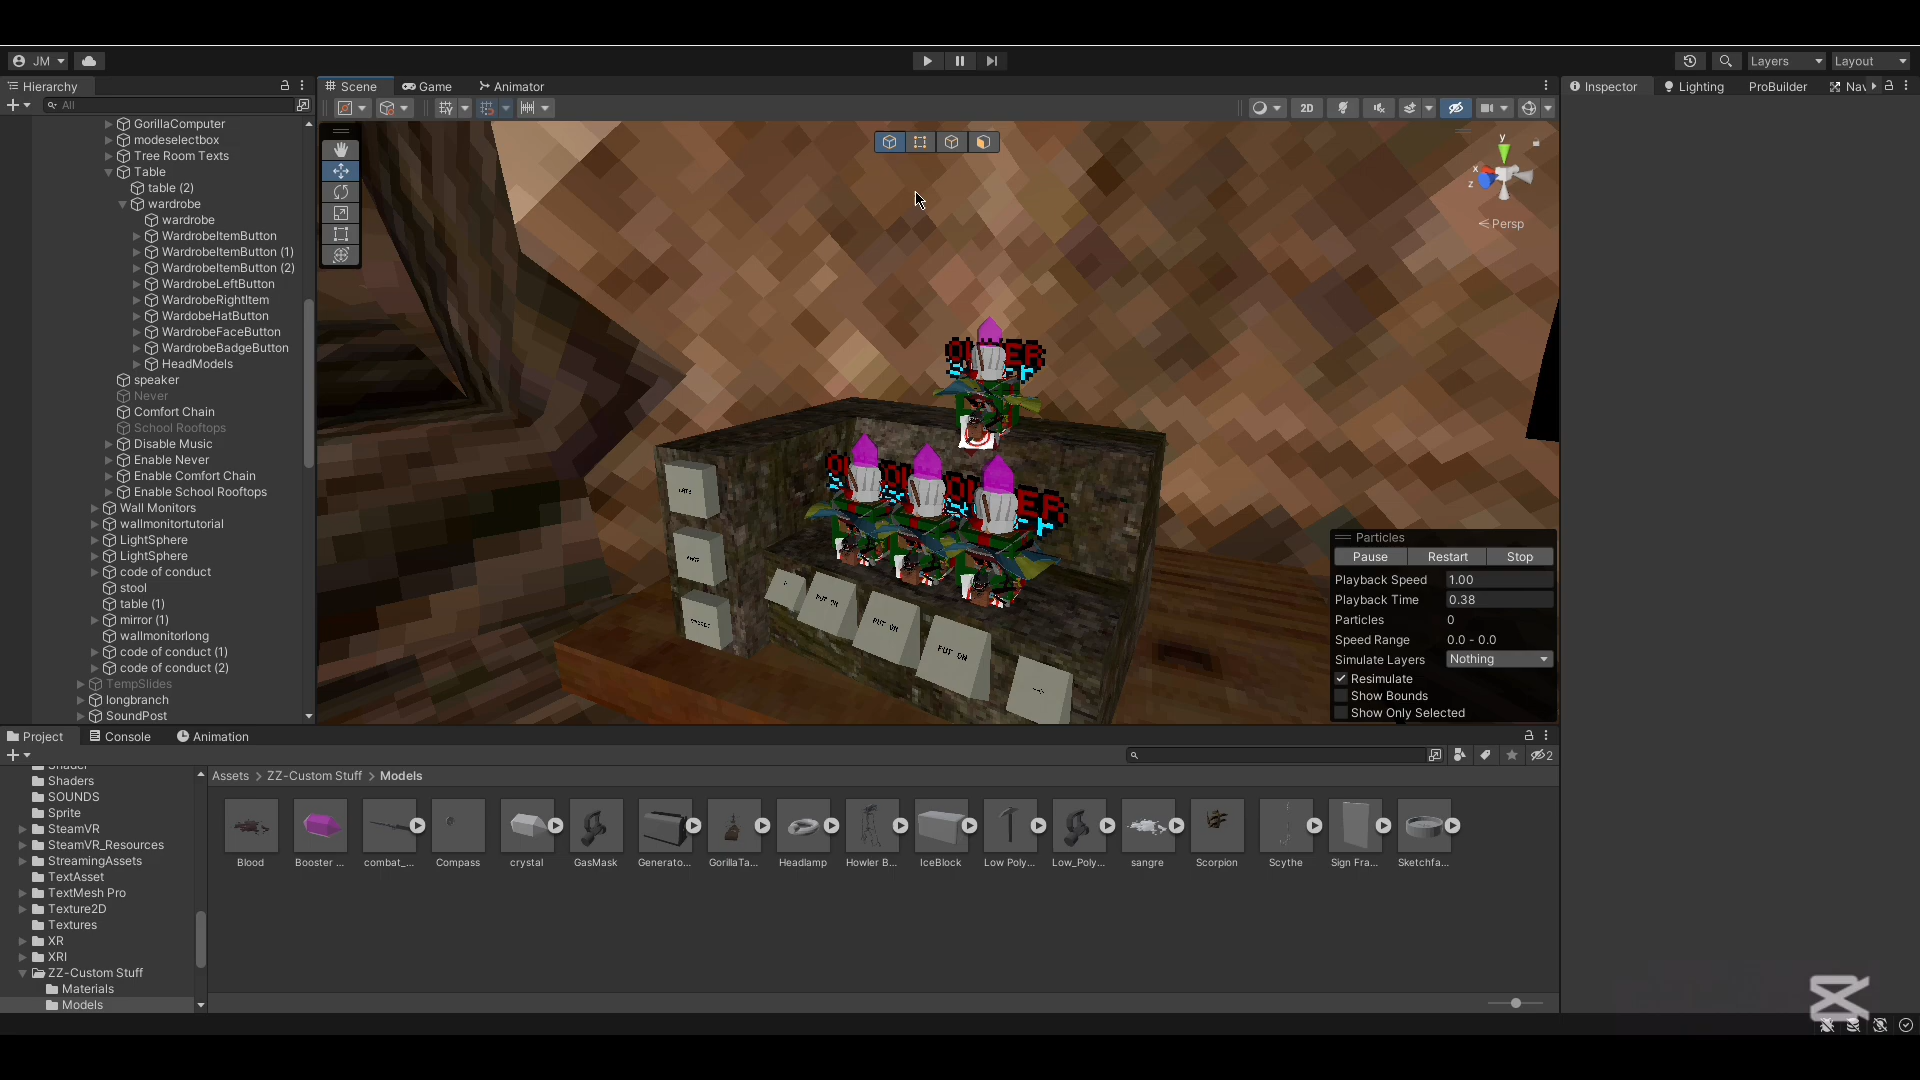 JM
Layers
Layout
Hierarchy
Scene
Game
Animator
Inspector
Lighting
ProBuilder
Nav
All
2D
GorillaComputer
modeselectbox
Tree Room Texts
Table
table (2)
wardrobe
wardrobe
WardrobeItemButton
WardrobeItemButton (1)
WardrobeItemButton (2)
WardrobeLeftButton
WardrobeRightItem
WardobeHatButton
WardrobeFaceButton
WardrobeBadgeButton
HeadModels
speaker
Never
Comfort Chain
School Rooftops
Disable Music
Enable Never
Enable Comfort Chain
Enable School Rooftops
Wall Monitors
wallmonitortutorial
LightSphere
LightSphere
code of conduct
stool
table (1)
mirror (1)
wallmonitorlong
code of conduct (1)
code of conduct (2)
TempSlides
longbranch
SoundPost
y
x
z
Persp
PUT ON
PUT ON
PUT ON
Particles
Pause
Restart
Stop
Playback Speed
1.00
Playback Time
0.38
Particles
0
Speed Range
0.0 - 0.0
Simulate Layers
Nothing
Resimulate
Show Bounds
Show Only Selected
Project
Console
Animation
2
Shader
Shaders
SOUNDS
Sprite
SteamVR
SteamVR_Resources
StreamingAssets
TextAsset
TextMesh Pro
Texture2D
Textures
XR
XRI
ZZ-Custom Stuff
Materials
Models
Assets > ZZ-Custom Stuff > Models
Blood
Booster ...
combat_...
Compass
crystal
GasMask
Generato...
GorillaTa...
Headlamp
Howler B...
IceBlock
Low Poly...
Low_Poly...
sangre
Scorpion
Scythe
Sign Fra...
Sketchfa...